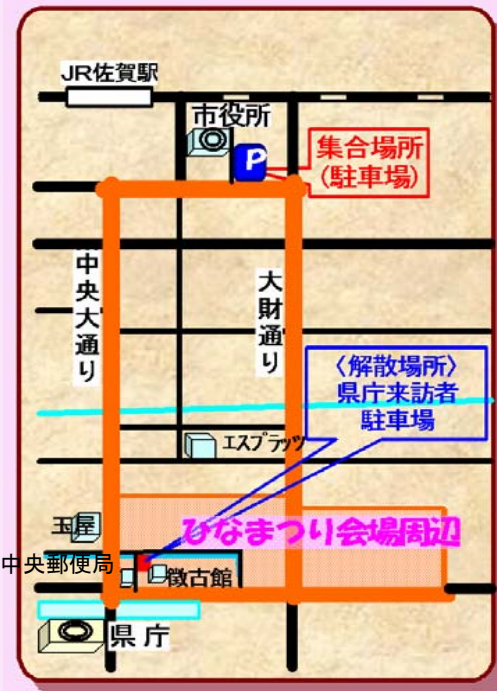 JR佐賀駅
市役所
P
集合場所
(駐車場)
中央大通り
大財通り
〈解散場所〉
県庁来訪者
駐車場
エスプラッツ
玉屋
ひなまつり会場周辺
中央郵便局
徴古館
県庁